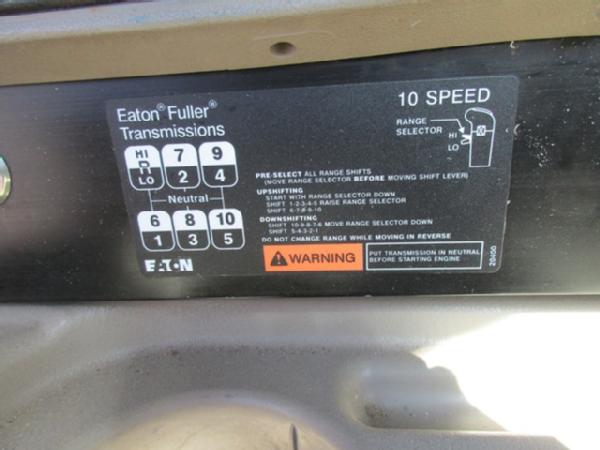 Eaton® Fuller®
Transmissions
10 SPEED
RANGE
SELECTOR
HI
LO
HI 7 9
R
LO 2 4
Neutral
6 8 10
1 3 5
EATON
PRE-SELECT ALL RANGE SHIFTS
(MOVE RANGE SELECTOR BEFORE MOVING SHIFT LEVER)
UPSHIFTING
START WITH RANGE SELECTOR DOWN
SHIFT 1-2-3-4-5 RAISE RANGE SELECTOR
SHIFT 6-7-8-9-10
DOWNSHIFTING
SHIFT 10-9-8-7-6 MOVE RANGE SELECTOR DOWN
SHIFT 5-4-3-2-1
DO NOT CHANGE RANGE WHILE MOVING IN REVERSE
WARNING
PUT TRANSMISSION IN NEUTRAL
BEFORE STARTING ENGINE